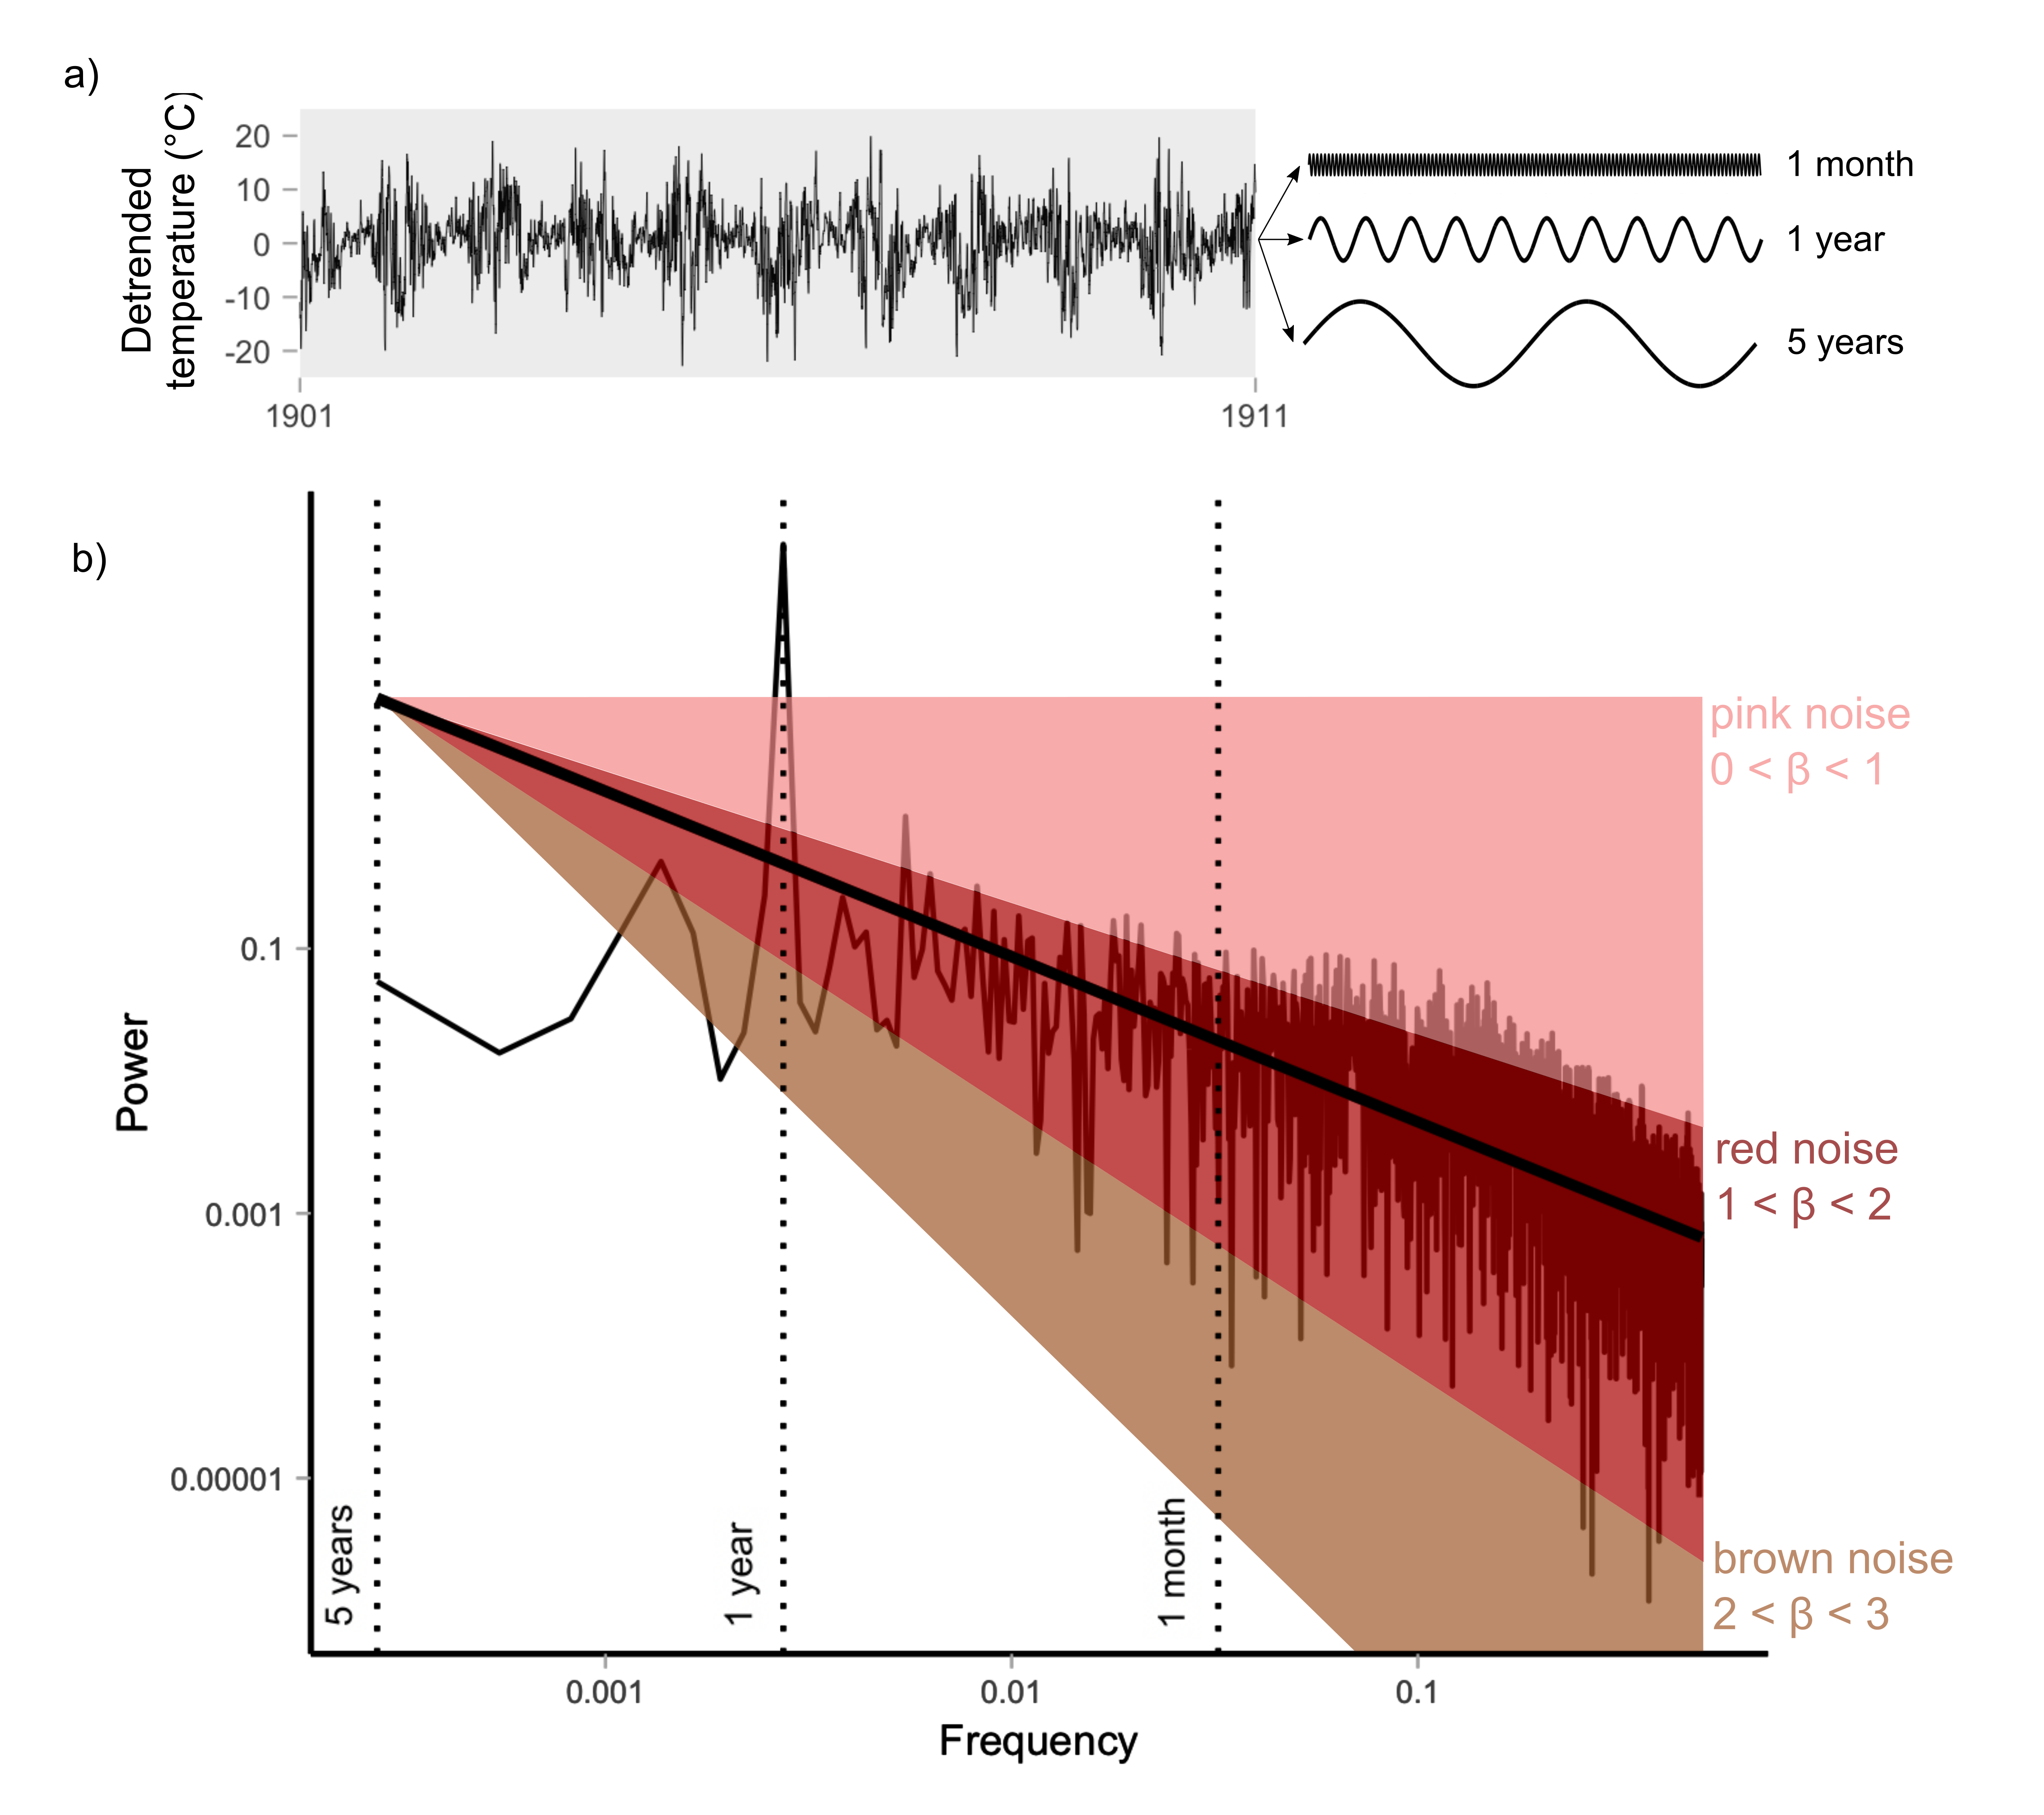 a)
Detrended
temperature (°C)
20
10
0
-10
-20
1901
1911
1 month
1 year
5 years
b)
Power
0.1
0.001
0.00001
5 years
1 year
1 month
pink noise
0 < β < 1
red noise
1 < β < 2
brown noise
2 < β < 3
0.001
0.01
0.1
Frequency